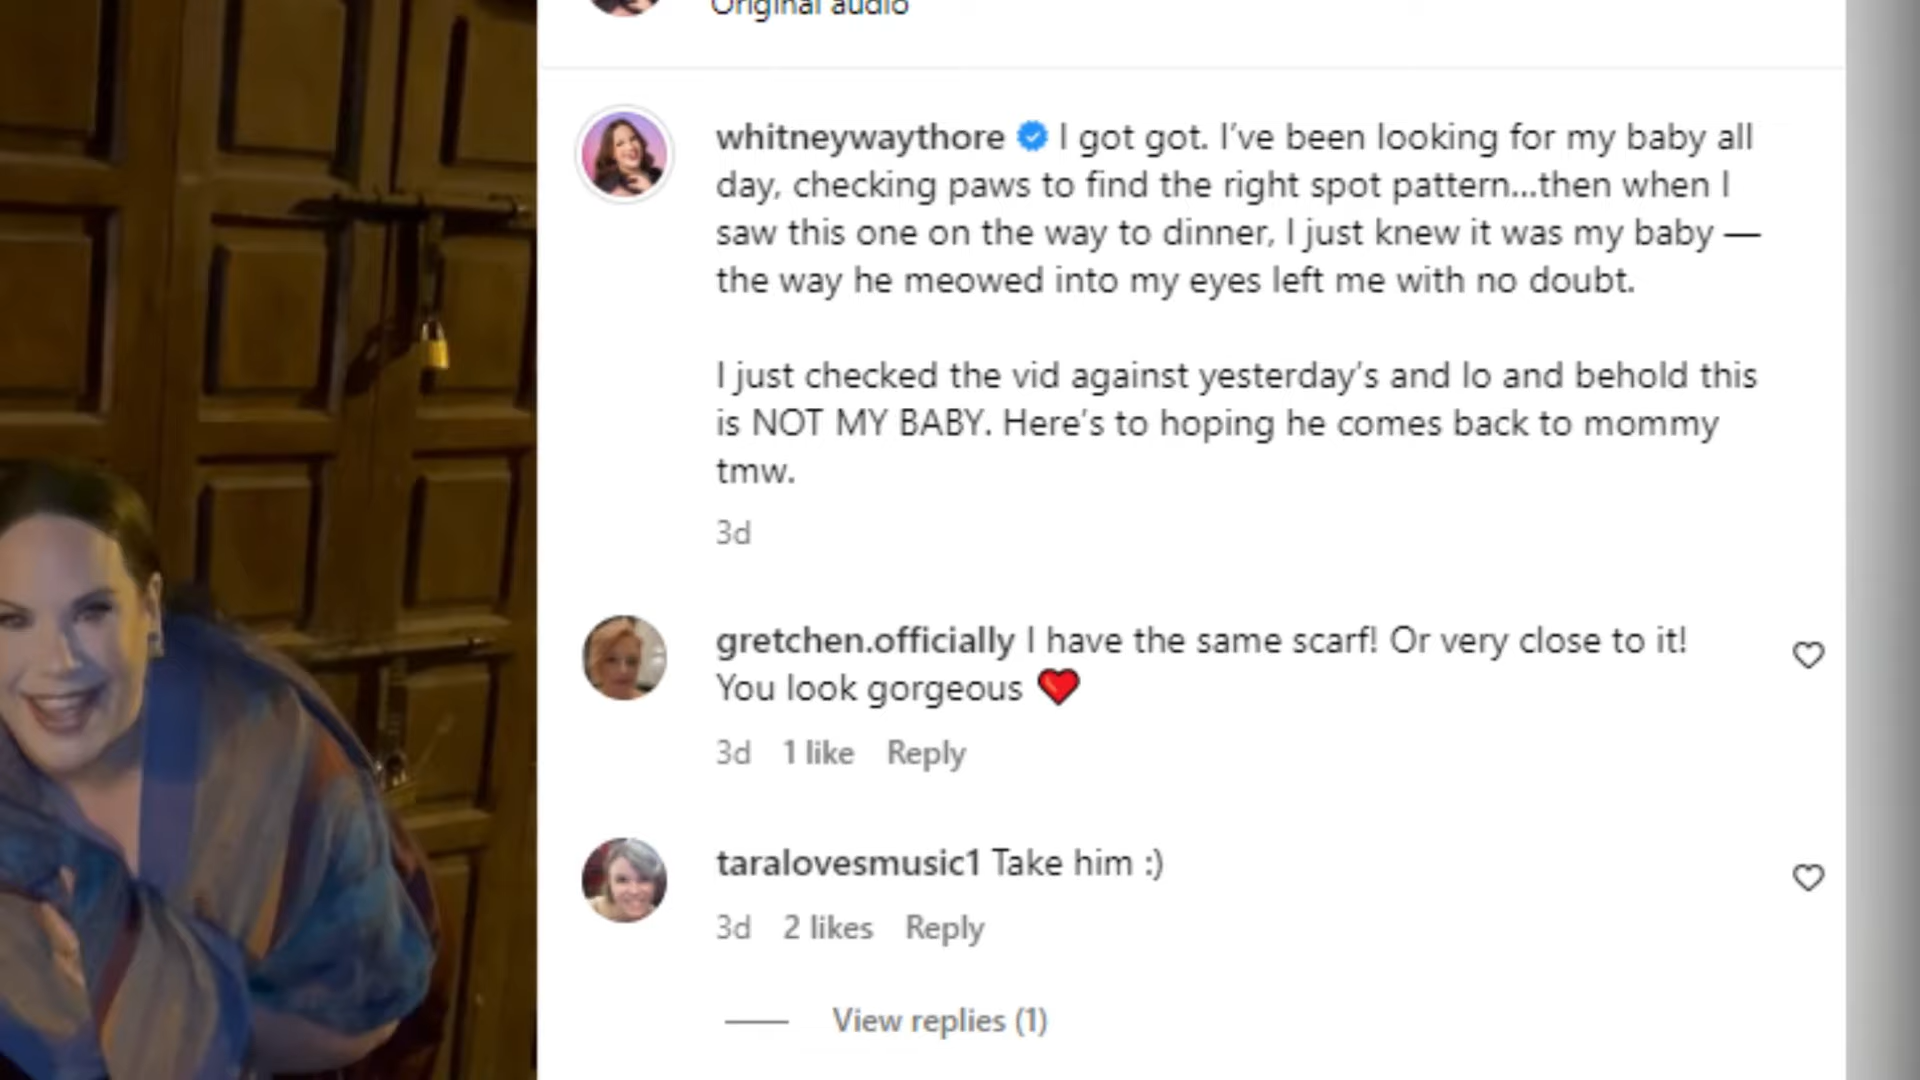 Original audio
whitneywaythore I got got. I’ve been looking for my baby all
day, checking paws to find the right spot pattern...then when I
saw this one on the way to dinner, I just knew it was my baby —
the way he meowed into my eyes left me with no doubt.
I just checked the vid against yesterday’s and lo and behold this
is NOT MY BABY. Here’s to hoping he comes back to mommy
tmw.
3d
gretchen.officially I have the same scarf! Or very close to it!
You look gorgeous ❤️
3d 1 like Reply
taralovesmusic1 Take him :)
3d 2 likes Reply
View replies (1)